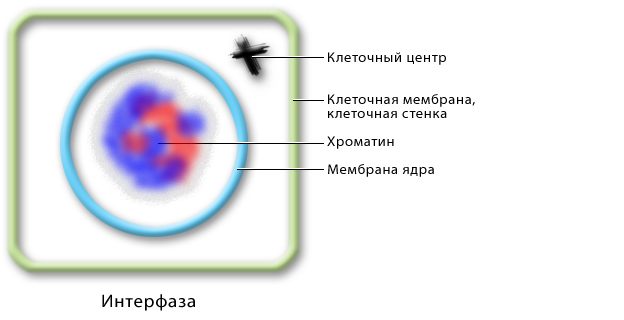 Клеточный центр
Клеточная мембрана,
клеточная стенка
Хроматин
Мембрана ядра
Интерфаза